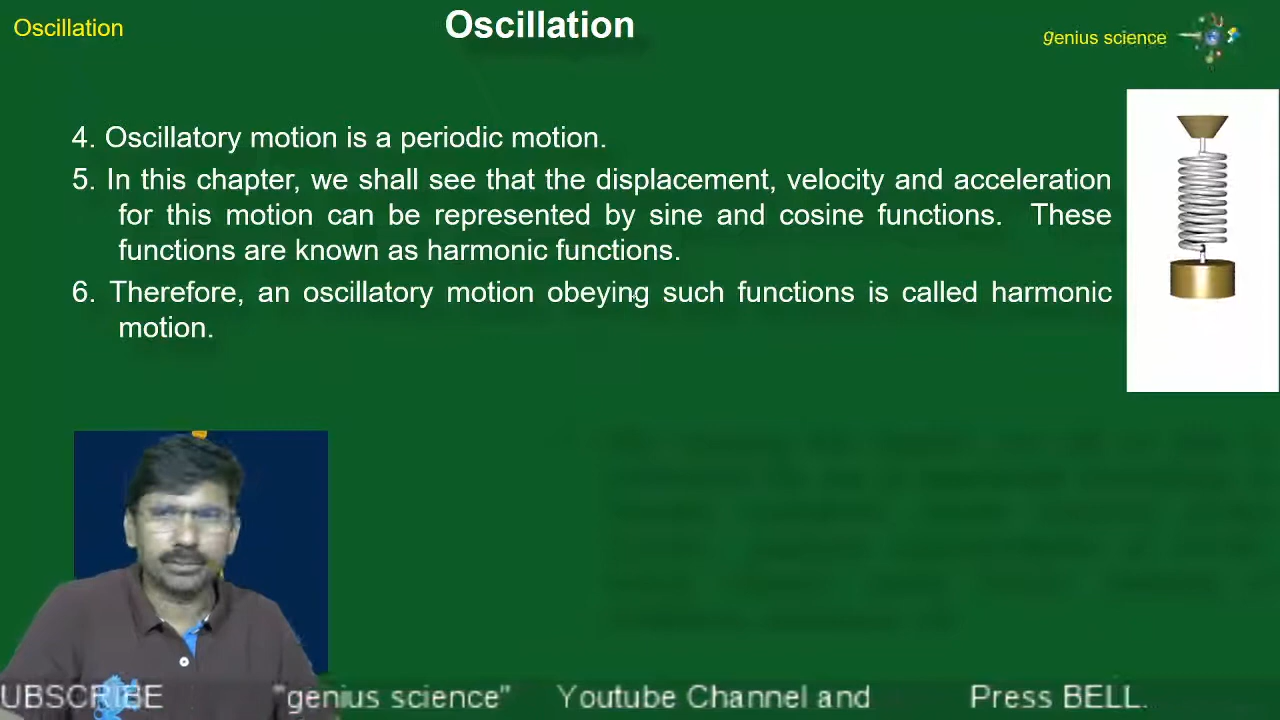 Oscillation
Oscillation
genius science
4. Oscillatory motion is a periodic motion.
5. In this chapter, we shall see that the displacement, velocity and acceleration
for this motion can be represented by sine and cosine functions. These
functions are known as harmonic functions.
6. Therefore, an oscillatory motion obeying such functions is called harmonic
motion.
UBSCRIBE "genius science" Youtube Channel and Press BELL.